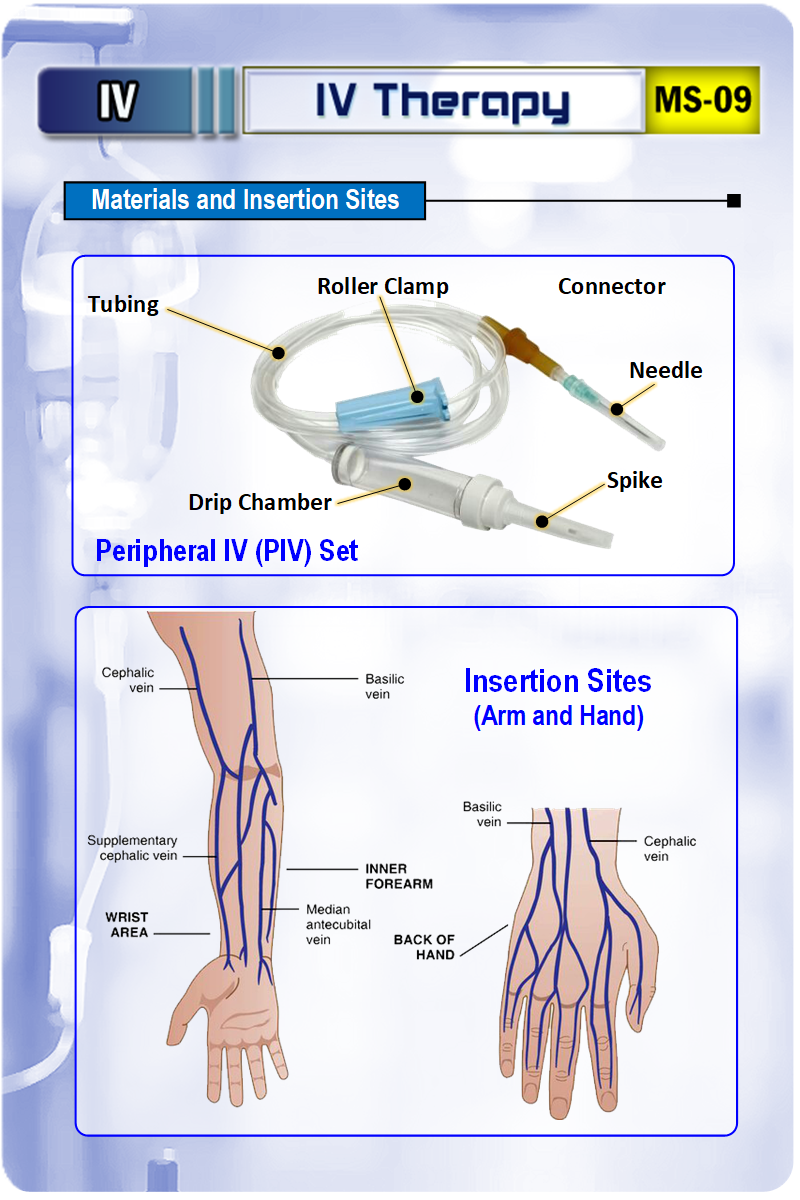 IV
IV Therapy
MS-09
Materials and Insertion Sites
Tubing
Roller Clamp
Connector
Needle
Spike
Drip Chamber
Peripheral IV (PIV) Set
Insertion Sites
(Arm and Hand)
Cephalic
vein
Basilic
vein
Supplementary
cephalic vein
INNER
FOREARM
WRIST
AREA
Median
antecubital
vein
Basilic
vein
Cephalic
vein
BACK OF
HAND